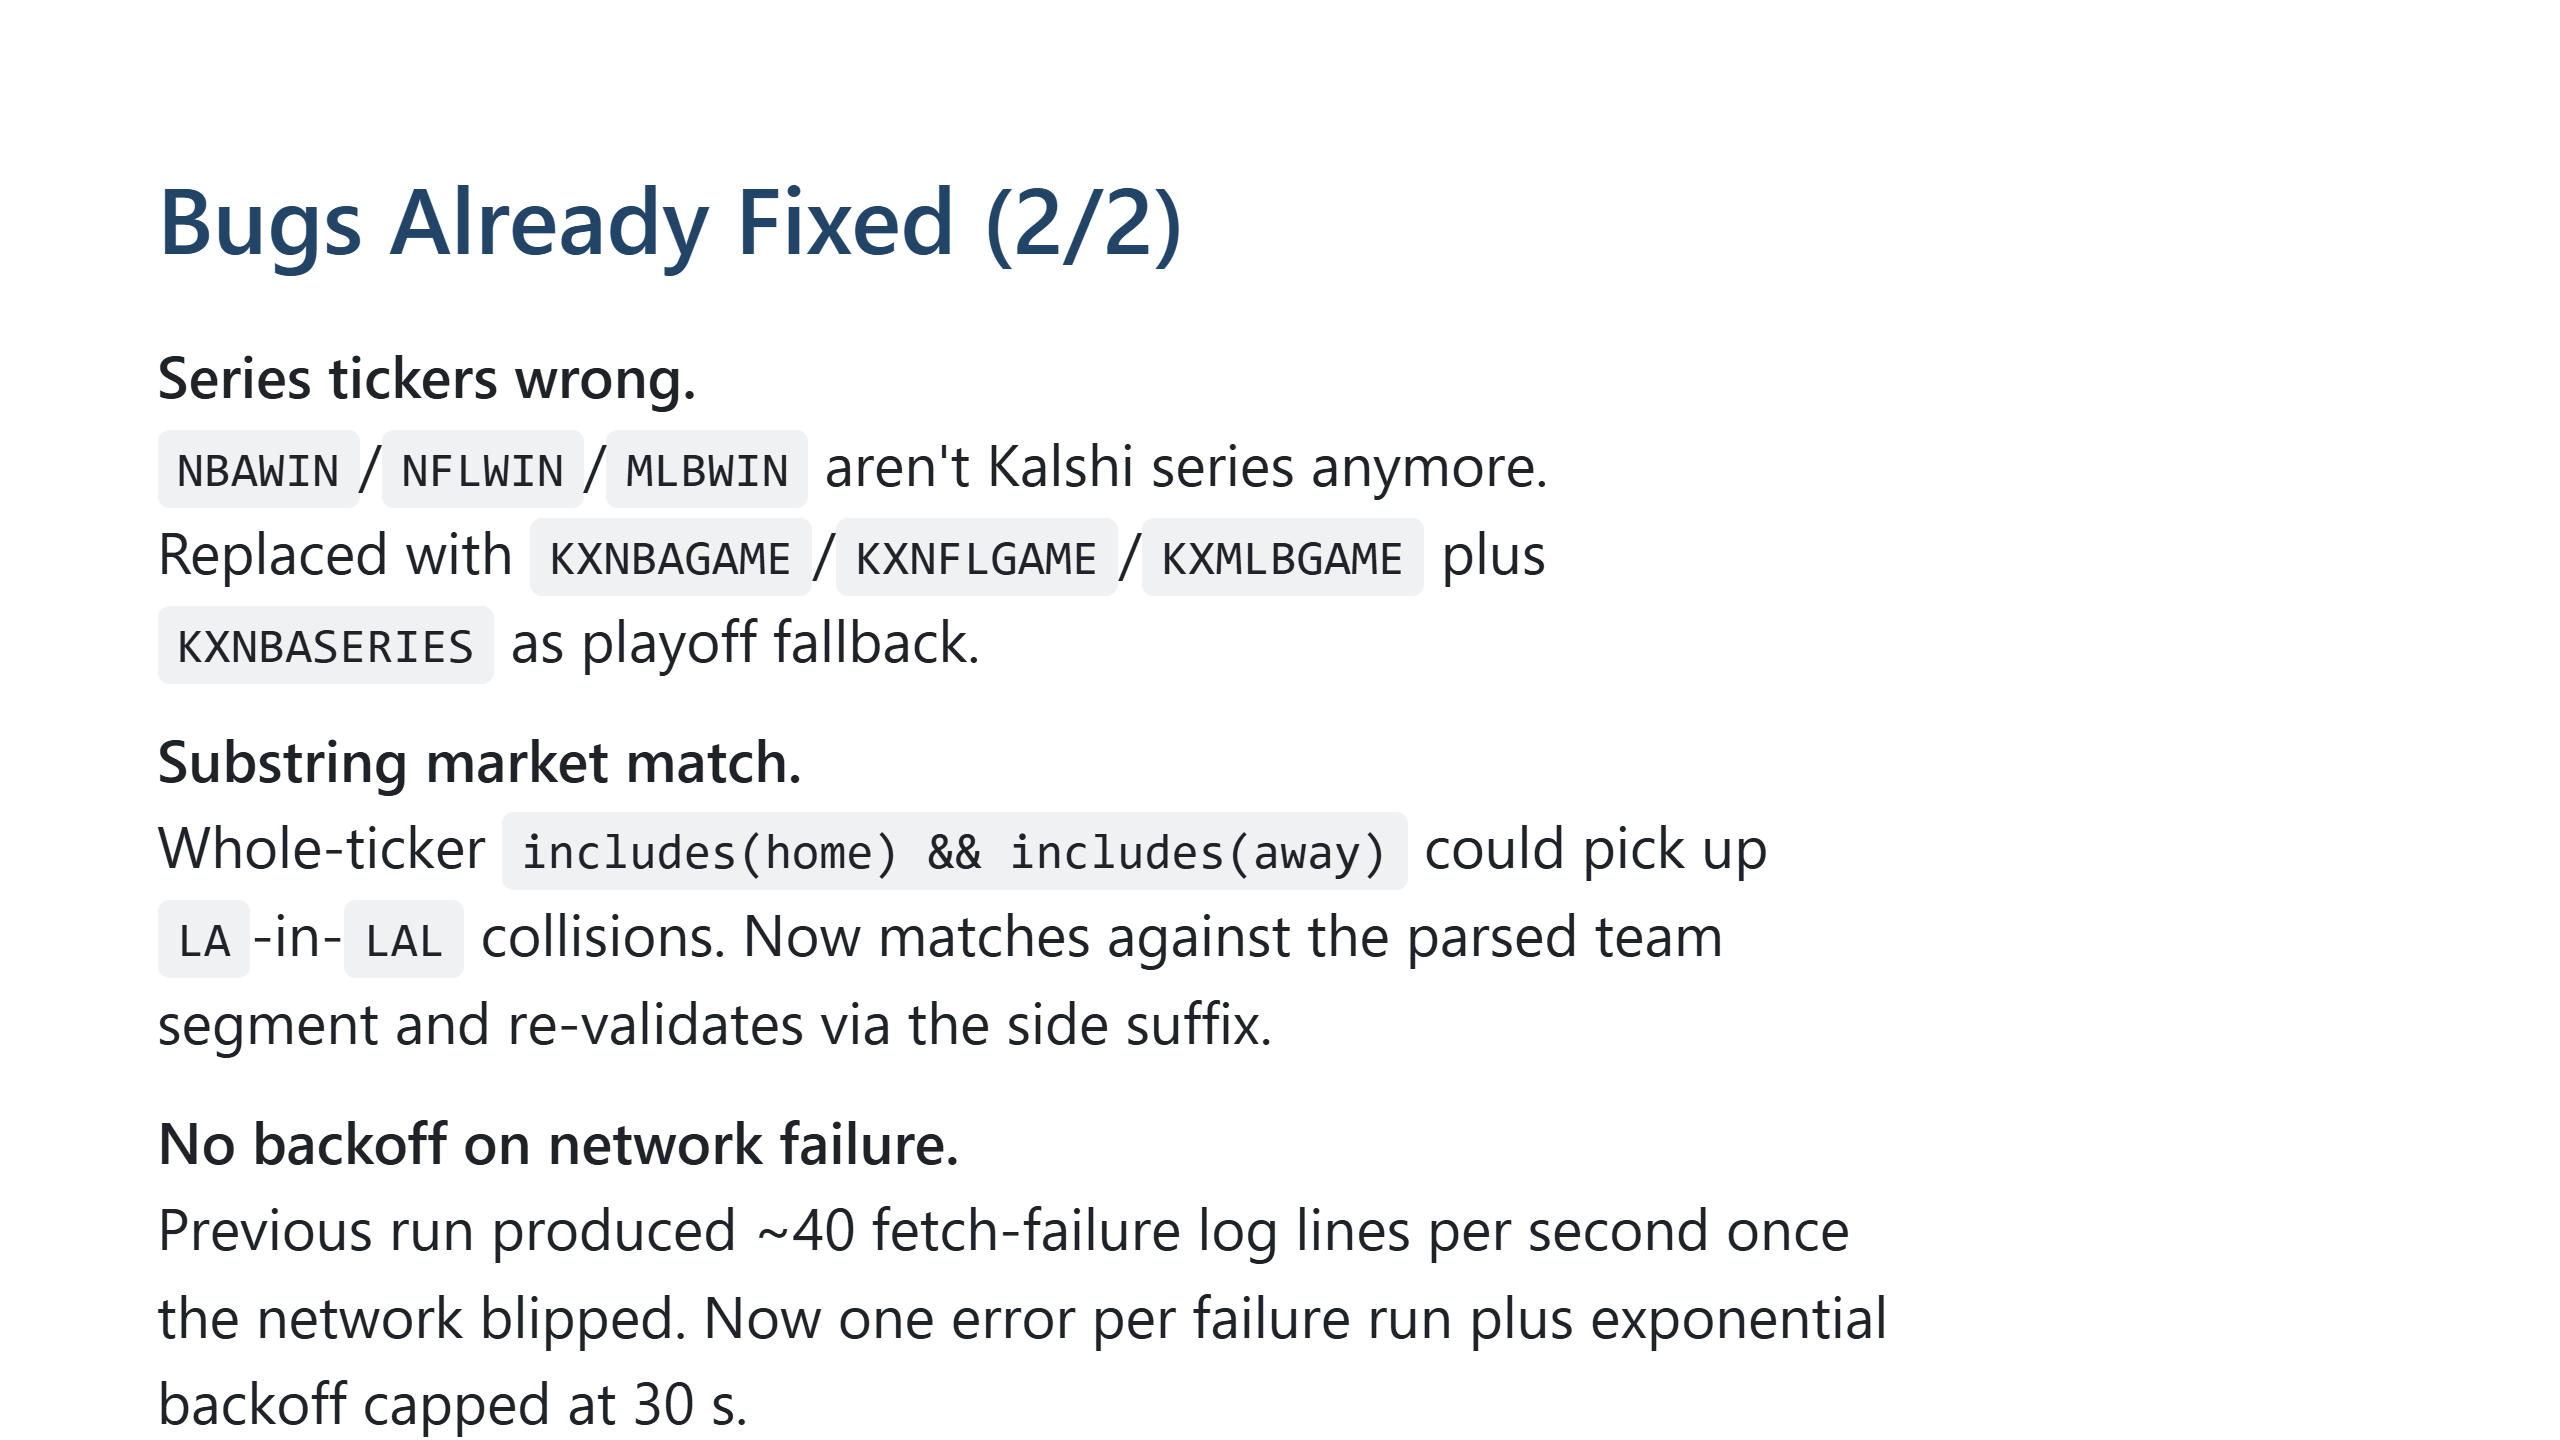 Bugs Already Fixed (2/2)
Series tickers wrong.
NBAWIN/NFLWIN/MLBWIN aren't Kalshi series anymore.
Replaced with KXNBAGAME/KXNFLGAME/KXMLBGAME plus
KXNBASERIES as playoff fallback.
Substring market match.
Whole-ticker includes(home) && includes(away) could pick up
LA-in-LAL collisions. Now matches against the parsed team
segment and re-validates via the side suffix.
No backoff on network failure.
Previous run produced ~40 fetch-failure log lines per second once
the network blipped. Now one error per failure run plus exponential
backoff capped at 30 s.